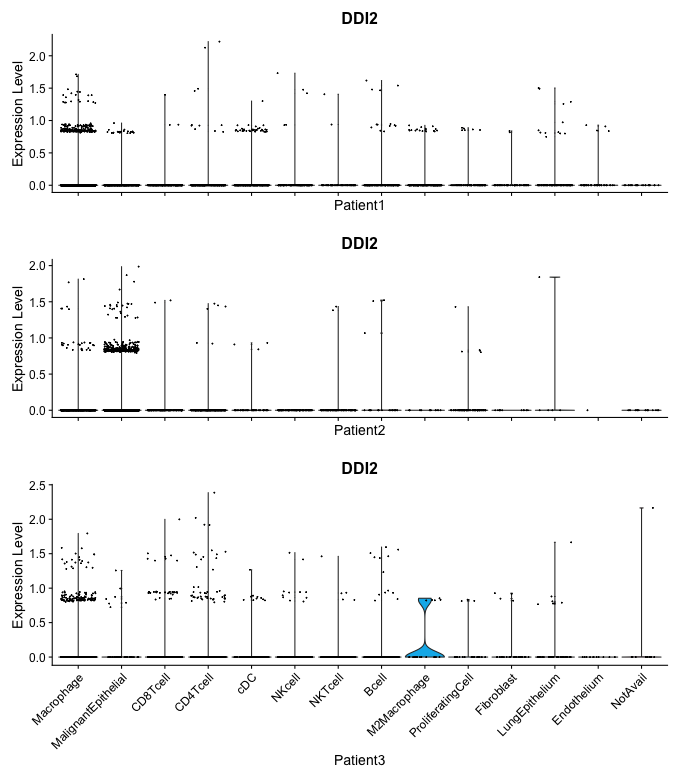 DDI2
Expression Level
2.0
1.5
1.0
0.5
0.0
Patient1
DDI2
Expression Level
2.0
1.5
1.0
0.5
0.0
Patient2
DDI2
Expression Level
2.5
2.0
1.5
1.0
0.5
0.0
Macrophage
MalignantEpithelial
CD8Tcell
CD4Tcell
cDC
NKcell
NKTcell
Bcell
M2Macrophage
ProliferatingCell
Fibroblast
LungEpithelium
Endothelium
NotAvail
Patient3